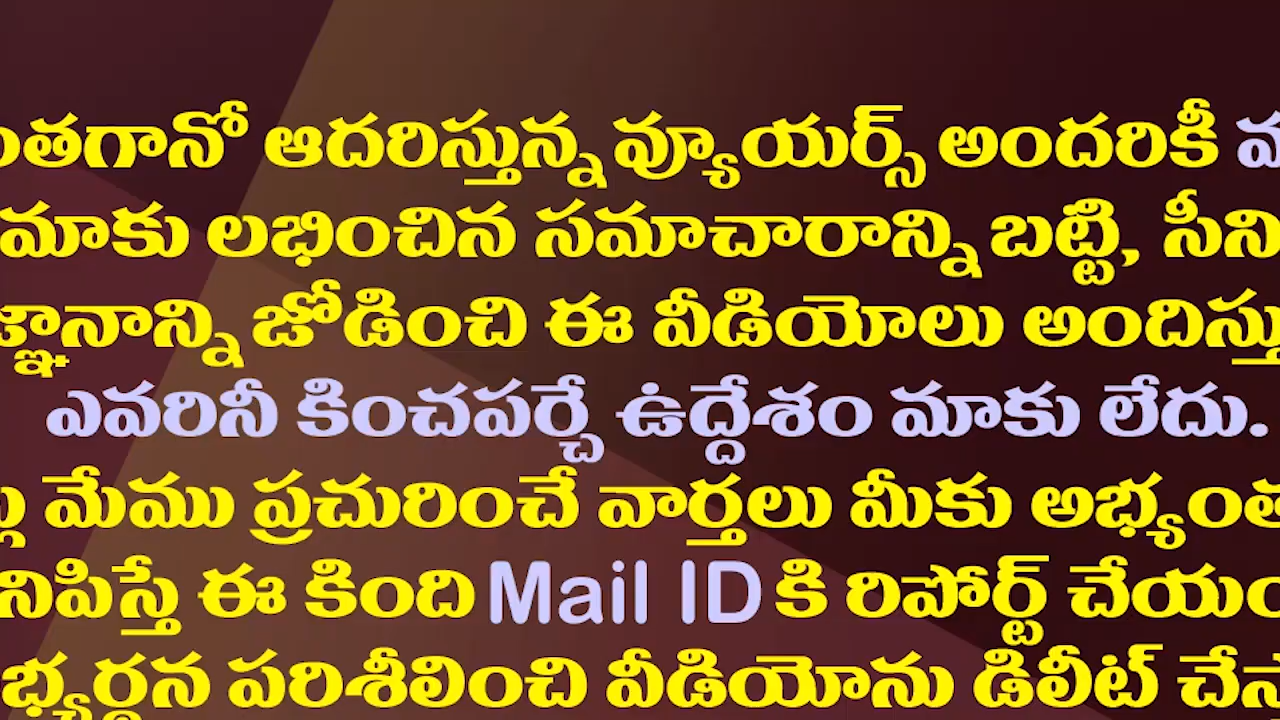 ంతగానో ఆదరిస్తున్న వ్యూయర్స్ అందరికీ
మాకు లభించిన సమాచారాన్ని బట్టి, సీని
జ్ఞానాన్ని జోడించి ఈ వీడియోలు అందిస్తు
ఎవరినీ కించపర్చే ఉద్దేశం మాకు లేదు.
మేము ప్రచురించే వార్తలు మీకు అభ్యంత
నిపిస్తే ఈ కింది Mail ID కి రిపోర్ట్ చేయం
భ్యర్థన పరిశీలించి వీడియోను డిలీట్ చేస